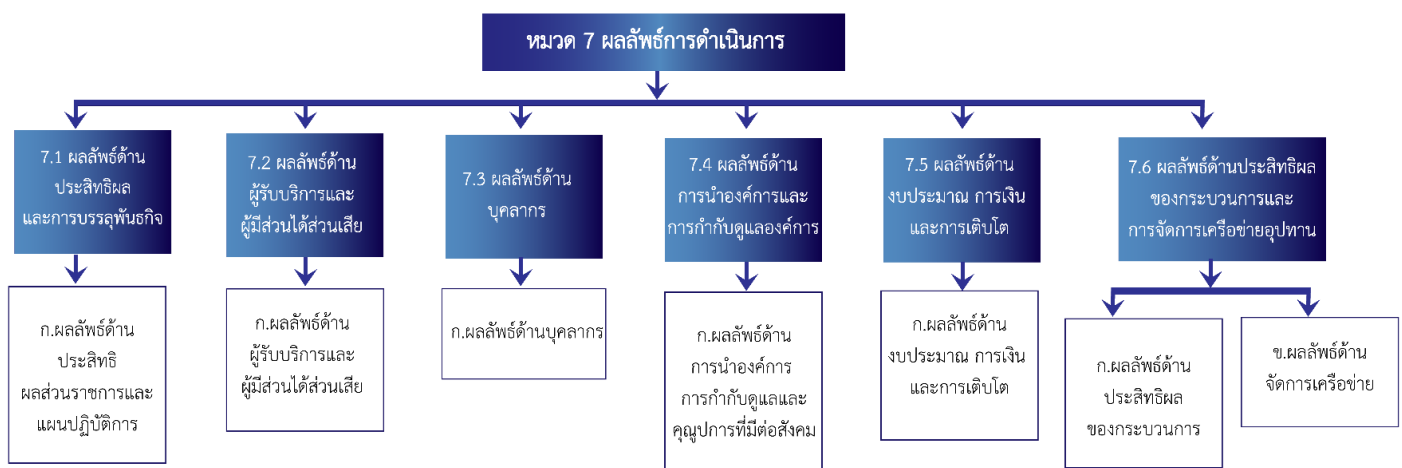 หมวด 7 ผลลัพธ์การดำเนินการ
7.1 ผลลัพธ์ด้าน
ประสิทธิผล
และการบรรลุพันธกิจ
7.2 ผลลัพธ์ด้าน
ผู้รับบริการและ
ผู้มีส่วนได้ส่วนเสีย
7.3 ผลลัพธ์ด้าน
บุคลากร
7.4 ผลลัพธ์ด้าน
การนำองค์การและ
การกำกับดูแลองค์การ
7.5 ผลลัพธ์ด้าน
งบประมาณ การเงิน
และการเติบโต
7.6 ผลลัพธ์ด้านประสิทธิผล
ของกระบวนการและ
การจัดการเครือข่ายอุปทาน
ก.ผลลัพธ์ด้าน
ประสิทธิ
ผลส่วนราชการและ
แผนปฏิบัติการ
ก.ผลลัพธ์ด้าน
ผู้รับบริการและ
ผู้มีส่วนได้ส่วนเสีย
ก.ผลลัพธ์ด้านบุคลากร
ก.ผลลัพธ์ด้าน
การนำองค์การ
การกำกับดูแลและ
คุณูปการที่มีต่อสังคม
ก.ผลลัพธ์ด้าน
งบประมาณ การเงิน
และการเติบโต
ก.ผลลัพธ์ด้าน
ประสิทธิผล
ของกระบวนการ
ข.ผลลัพธ์ด้าน
จัดการเครือข่าย